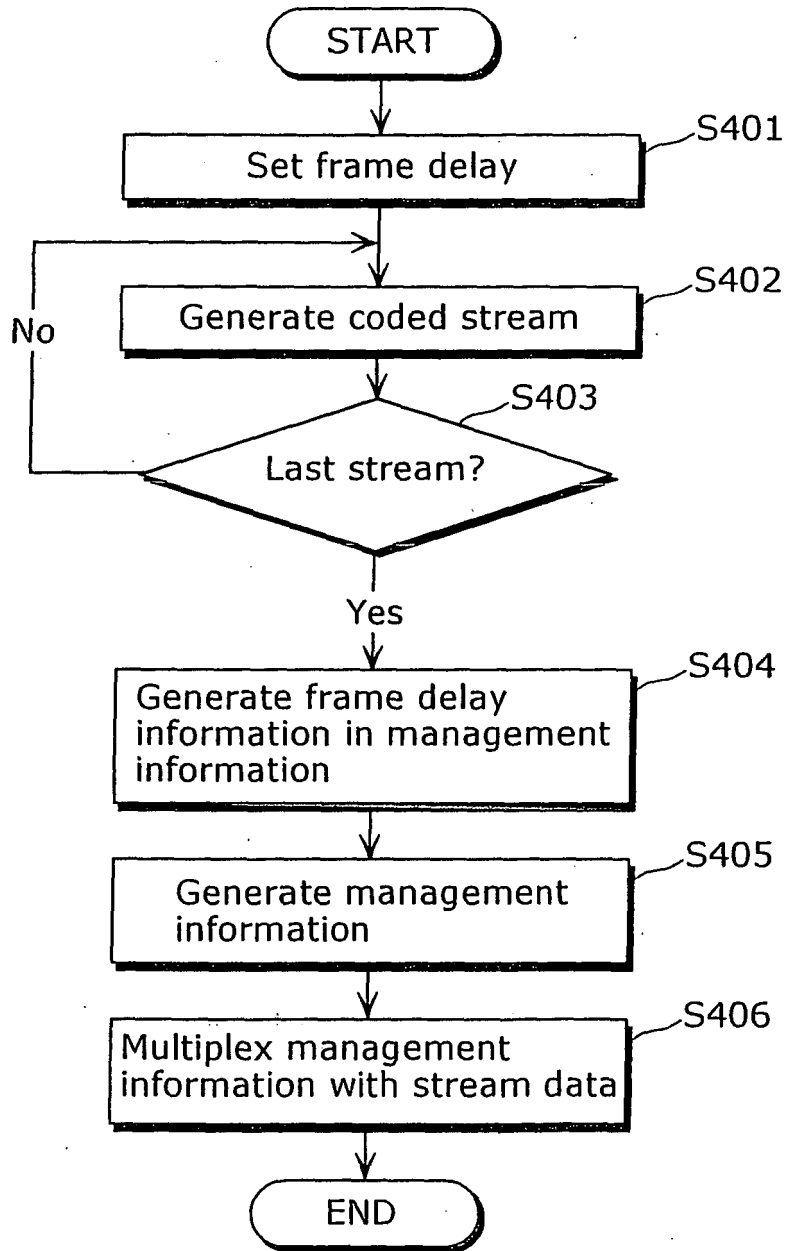 START
S401
Set frame delay
S402
Generate coded stream
No
S403
Last stream?
Yes
S404
Generate frame delay
information in management
information
S405
Generate management
information
S406
Multiplex management
information with stream data
END